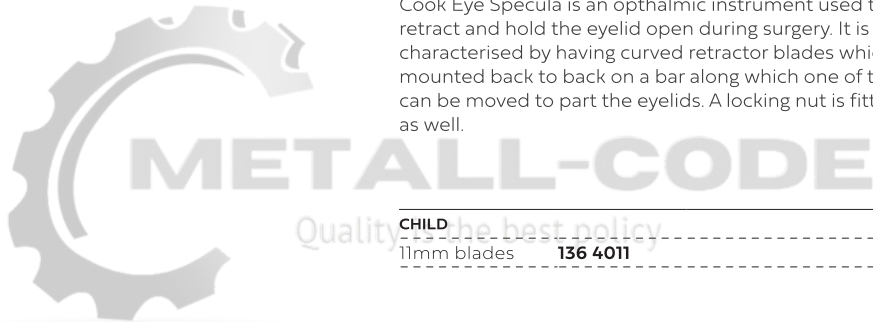 Cook Eye Specula is an opthalmic instrument used t
retract and hold the eyelid open during surgery. It is
characterised by having curved retractor blades whi
mounted back to back on a bar along which one of t
can be moved to part the eyelids. A locking nut is fitt
as well.
METALL-CODE
Quality is the best policy
CHILD
11mm blades 136 4011